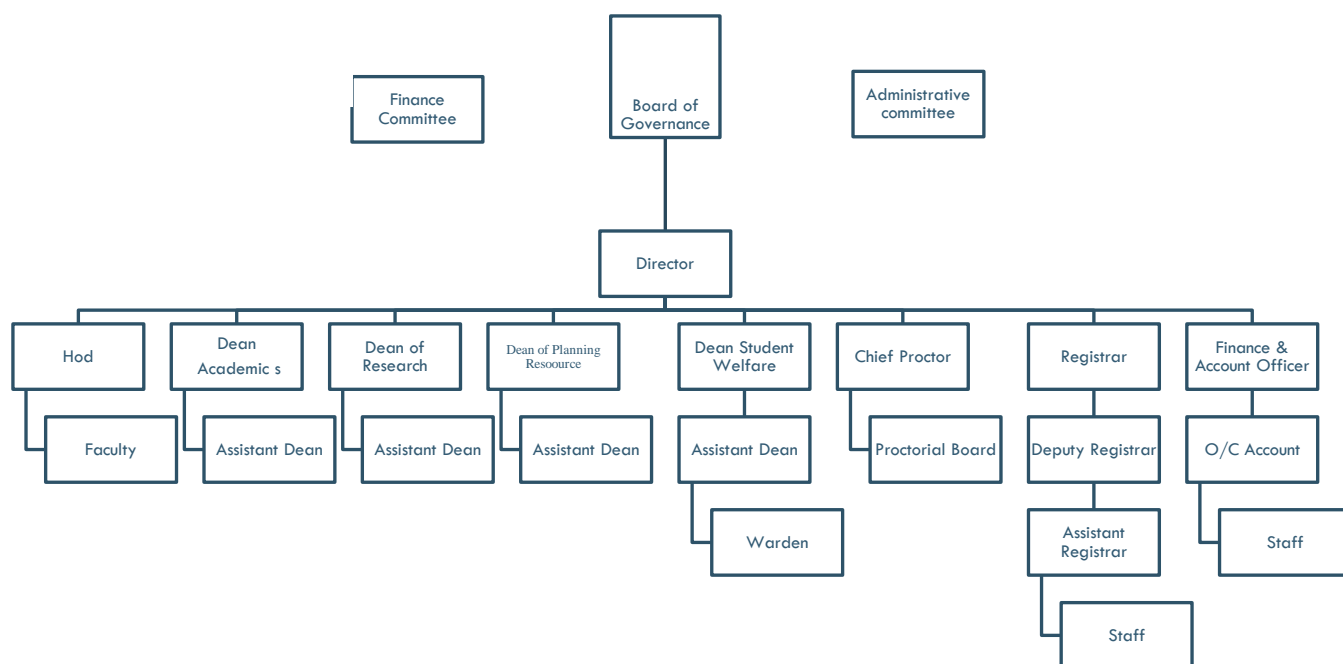 Finance
Committee
Board of
Governance
Administrative
committee
Director
Hod
Dean
Academic s
Dean of
Research
Dean of Planning
Resoource
Dean Student
Welfare
Chief Proctor
Registrar
Finance &
Account Officer
Faculty
Assistant Dean
Assistant Dean
Assistant Dean
Assistant Dean
Proctorial Board
Deputy Registrar
O/C Account
Warden
Assistant
Registrar
Staff
Staff